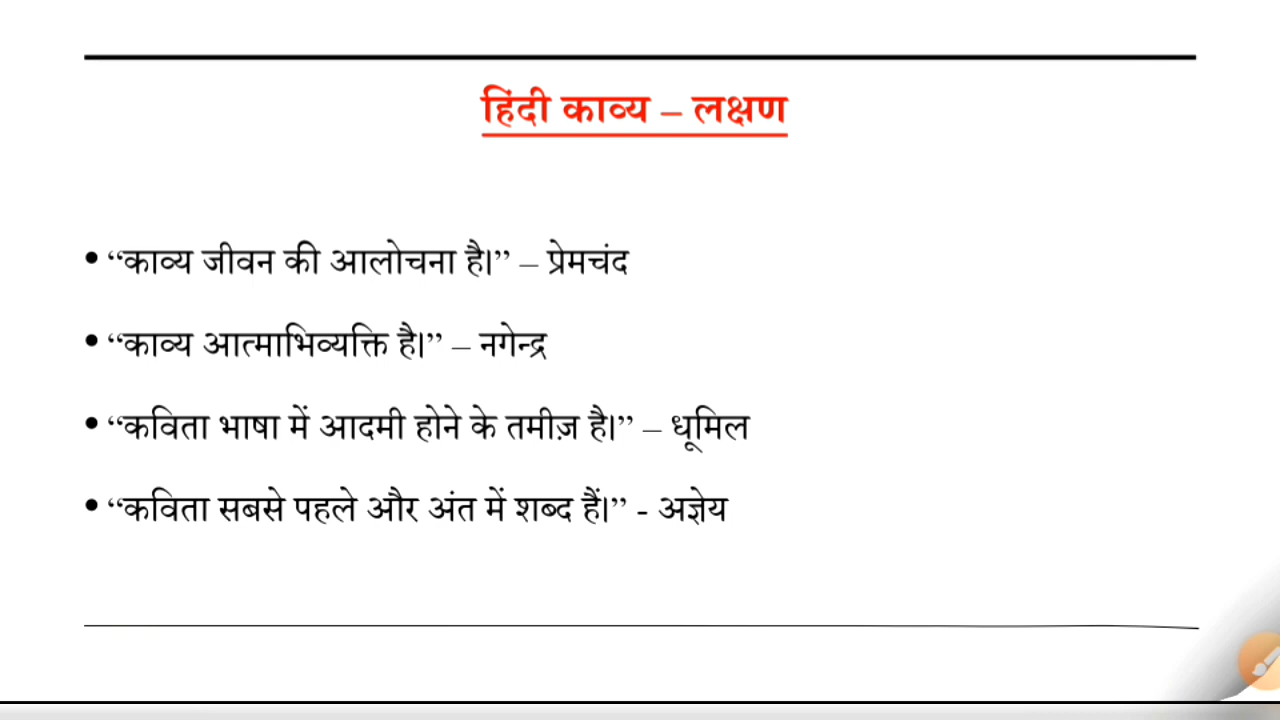 हिंदी काव्य – लक्षण
• “काव्य जीवन की आलोचना है।” – प्रेमचंद
• “काव्य आत्माभिव्यक्ति है।” – नगेन्द्र
• “कविता भाषा में आदमी होने के तमीज़ है।” – धूमिल
• “कविता सबसे पहले और अंत में शब्द हैं।” - अज्ञेय